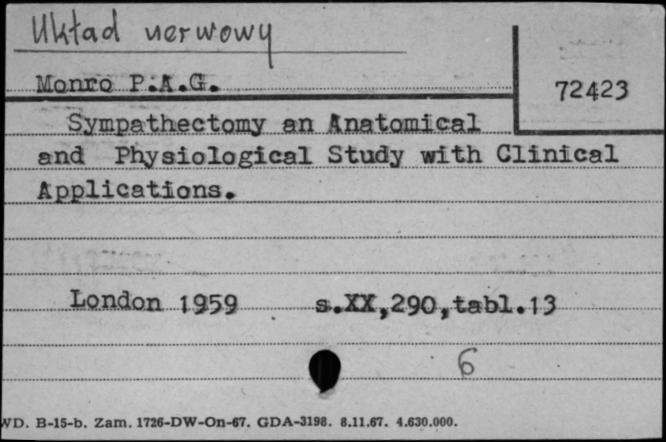 Układ nerwowy
Monro P.A.G.
72423
Sympathectomy an Anatomical
and Physiological Study with Clinical
Applications.
London 1959 s.XX,290,tabl.13
6
WD. B-15-b. Zam. 1726-DW-On-67. GDA-3198. 8.11.67. 4.630.000.